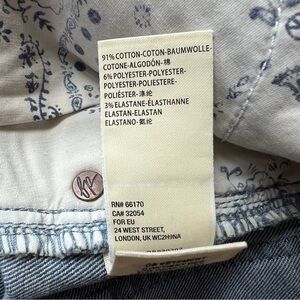 91% COTTON-COTON-BAUMWOLLE-
COTONE-ALGODÓN-棉
6% POLYESTER-POLYESTER-
POLYESTER-POLIESTERE-
POLIÉSTER-涤纶
3% ELASTANE-ÉLASTHANNE
ELASTAN-ELASTAN
ELASTANO-氨纶
RN# 66170
CA# 32054
FOR EU
24 WEST STREET,
LONDON, UK WC2H9NA